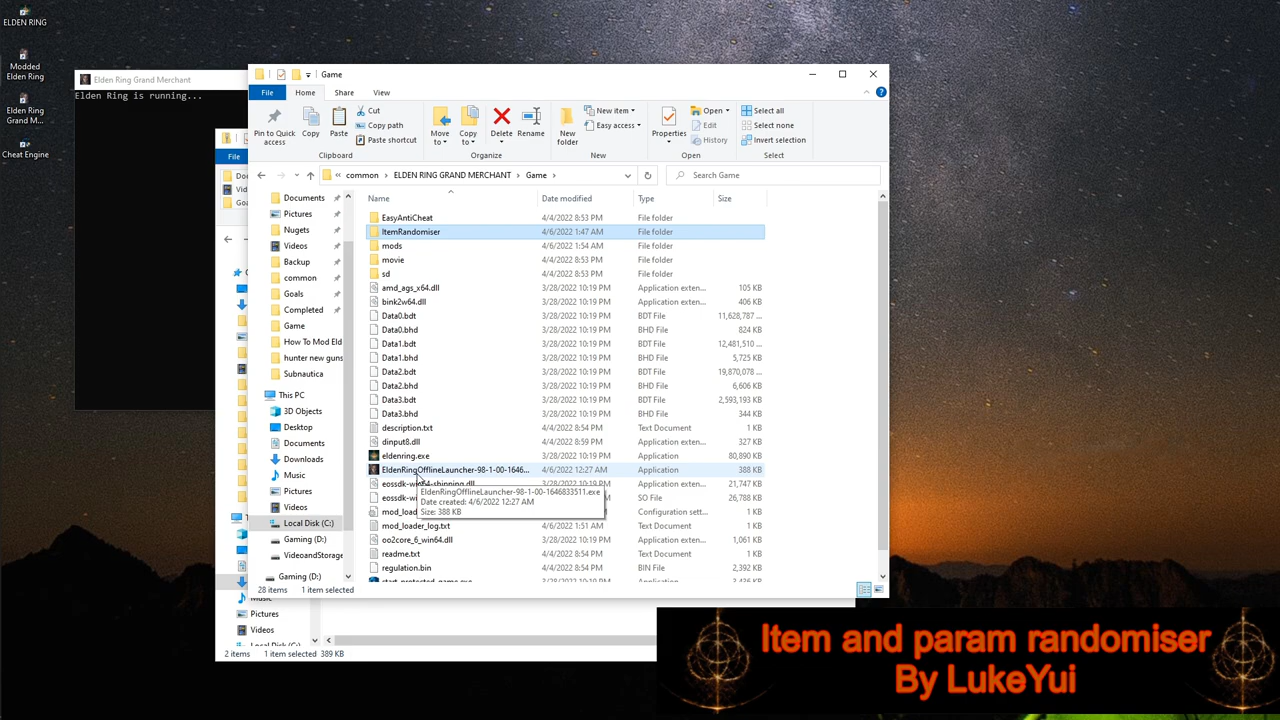 ELDEN RING
Modded
Elden Ring
Elden Ring
Grand M...
Cheat Engine
Elden Ring Grand Merchant
Elden Ring is running...
File
Game
File
Home
Share
View
Pin to Quick
access
Copy
Paste
Cut
Copy path
Paste shortcut
Clipboard
Move
to
Copy
to
Delete
Rename
Organize
New
folder
New item
Easy access
New
Properties
Open
Edit
History
Open
Select all
Select none
Invert selection
Select
« common › ELDEN RING GRAND MERCHANT › Game ›
Search Game
Documents
Pictures
Nugets
Videos
Backup
common
Goals
Completed
Game
How To Mod Eld
hunter new guns
Subnautica
This PC
3D Objects
Desktop
Documents
Downloads
Music
Pictures
Videos
Local Disk (C:)
Gaming (D:)
VideoandStorage
Gaming (D:)
Name Date modified Type Size
EasyAntiCheat 4/4/2022 8:53 PM File folder
ItemRandomiser 4/6/2022 1:47 AM File folder
mods 4/6/2022 1:54 AM File folder
movie 4/4/2022 8:53 PM File folder
sd 4/4/2022 8:53 PM File folder
amd_ags_x64.dll 3/28/2022 10:19 PM Application exten... 105 KB
bink2w64.dll 3/28/2022 10:19 PM Application exten... 406 KB
Data0.bdt 3/28/2022 10:19 PM BDT File 11,628,787 ...
Data0.bhd 3/28/2022 10:19 PM BHD File 824 KB
Data1.bdt 3/28/2022 10:19 PM BDT File 12,481,510 ...
Data1.bhd 3/28/2022 10:19 PM BHD File 5,725 KB
Data2.bdt 3/28/2022 10:19 PM BDT File 19,870,078 ...
Data2.bhd 3/28/2022 10:19 PM BHD File 6,606 KB
Data3.bdt 3/28/2022 10:19 PM BDT File 2,593,193 KB
Data3.bhd 3/28/2022 10:19 PM BHD File 344 KB
description.txt 4/4/2022 8:54 PM Text Document 1 KB
dinput8.dll 4/4/2022 8:59 PM Application exten... 327 KB
eldenring.exe 3/28/2022 10:19 PM Application 80,890 KB
EldenRingOfflineLauncher-98-1-00-1646... 4/6/2022 12:27 AM Application 388 KB
eossdk-win64-shipping.dll 3/28/2022 10:19 PM Application exten... 21,747 KB
eossdk-wi 3/28/2022 10:19 PM SO File 26,788 KB
mod_load Configuration sett... 1 KB
mod_loader_log.txt 4/6/2022 1:51 AM Text Document 1 KB
oo2core_6_win64.dll 3/28/2022 10:19 PM Application exten... 1,061 KB
readme.txt 4/4/2022 8:54 PM Text Document 1 KB
regulation.bin 4/4/2022 8:54 PM BIN File 2,392 KB
start_protected_game.exe 3/28/2022 10:19 PM Application 3,436 KB
EldenRingOfflineLauncher-98-1-00-1646833511.exe
Date created: 4/6/2022 12:27 AM
Size: 388 KB
28 items 1 item selected
Music
Pictures
Videos
Local Disk (C:)
2 items 1 item selected 389 KB
Item and param randomiser
By LukeYui